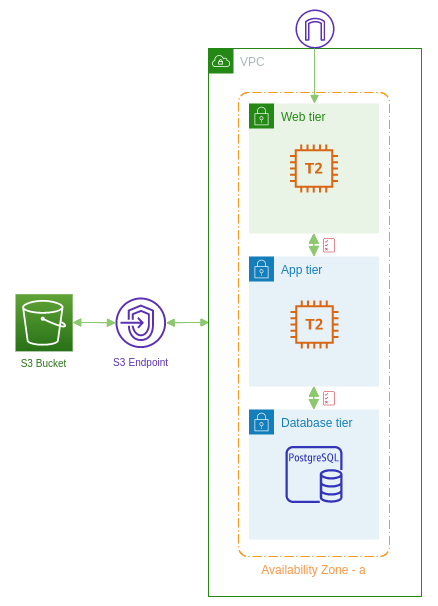 VPC
Web tier
T2
App tier
T2
S3 Bucket
S3 Endpoint
Database tier
PostgreSQL
Availability Zone - a